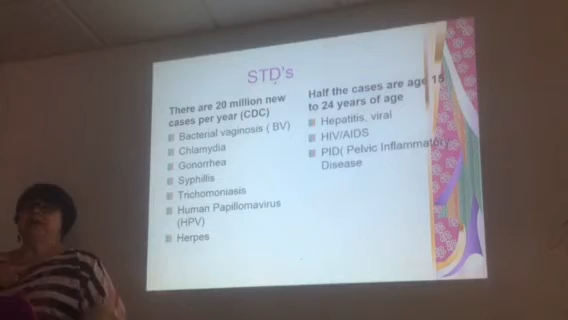 STD's
There are 20 million new
cases per year (CDC)
Bacterial vaginosis ( BV)
Chlamydia
Gonorrhea
Syphillis
Trichomoniasis
Human Papillomavirus
(HPV)
Herpes
Half the cases are age 15
to 24 years of age
Hepatitis, viral
HIV/AIDS
PID( Pelvic Inflammatory
Disease